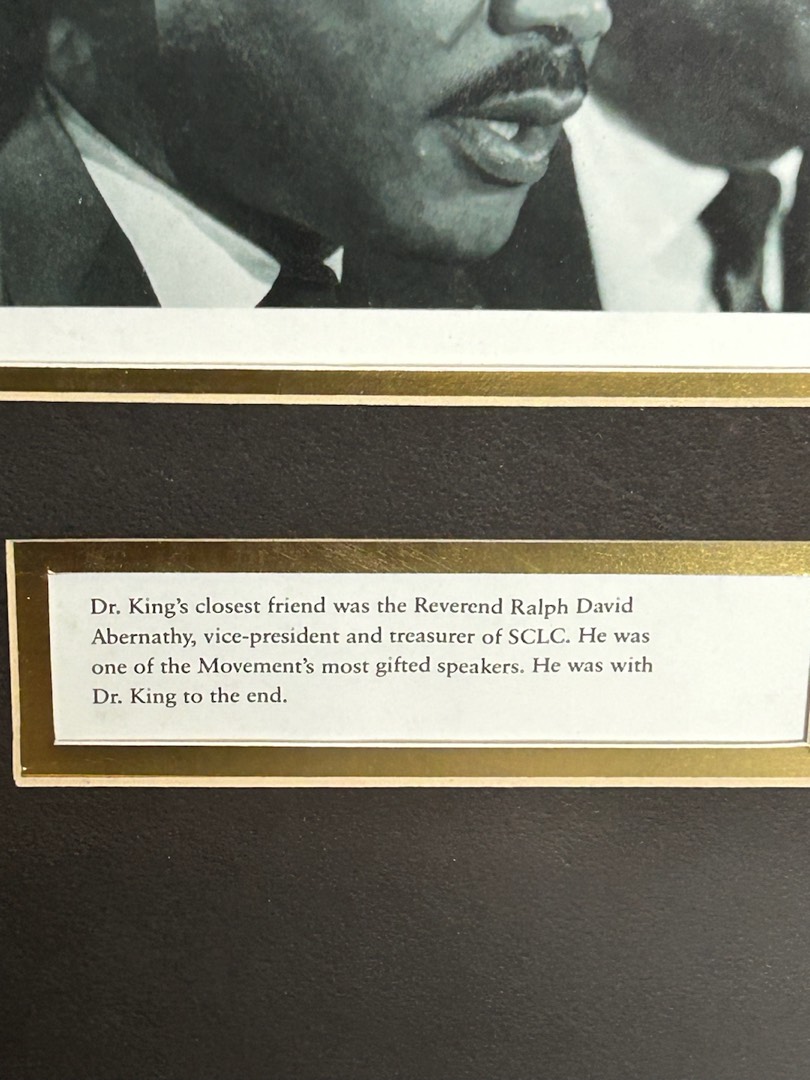 Dr. King's closest friend was the Reverend Ralph David
Abernathy, vice-president and treasurer of SCLC. He was
one of the Movement's most gifted speakers. He was with
Dr. King to the end.